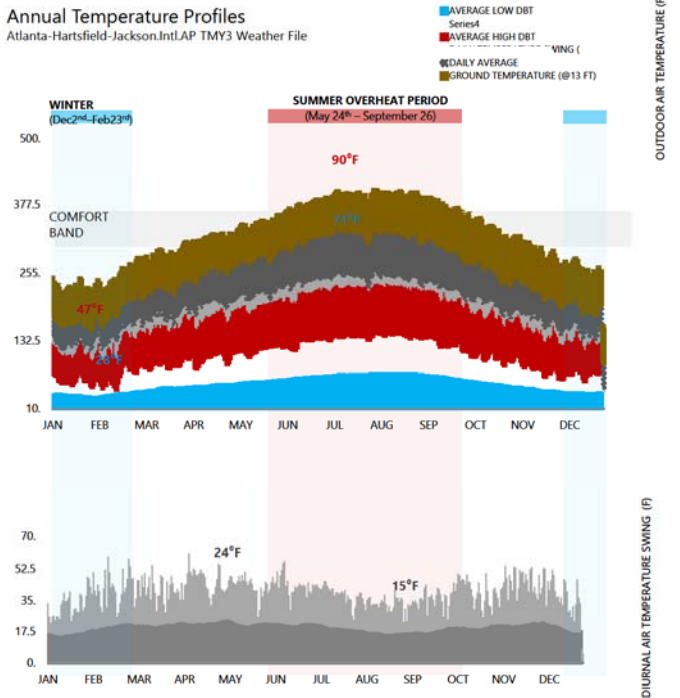 Annual Temperature Profiles
Atlanta-Hartsfield-Jackson.Intl.AP TMY3 Weather File
AVERAGE LOW DBT
Series4
AVERAGE HIGH DBT
WING (
DAILY AVERAGE
GROUND TEMPERATURE (@13 FT)
OUTDOOR AIR TEMPERATURE (F
WINTER
(Dec2nd–Feb23rd)
SUMMER OVERHEAT PERIOD
(May 24th – September 26)
500.
90°F
377.5
COMFORT
BAND
255.
47°F
132.5
28°F
10.
JAN FEB MAR APR MAY JUN JUL AUG SEP OCT NOV DEC
DIURNAL AIR TEMPERATURE SWING (F)
70.
52.5
24°F
15°F
35.
17.5
0.
JAN FEB MAR APR MAY JUN JUL AUG SEP OCT NOV DEC